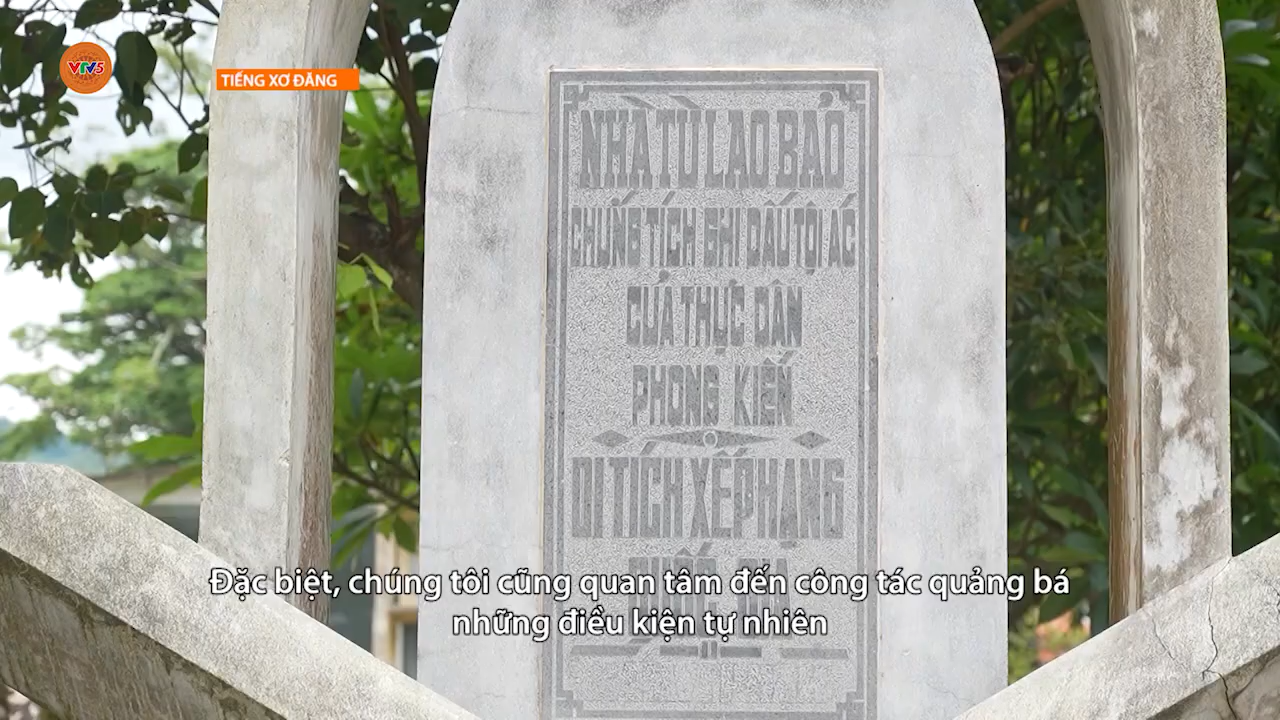 VTV5
TIẾNG XƠ ĐĂNG
NHÀ TÙ LAO BẢO
CHỨNG TÍCH GHI DẤU TỘI ÁC
CỦA THỰC DÂN
PHONG KIẾN
DI TÍCH XẾP HẠNG
QUỐC GIA
Đặc biệt, chúng tôi cũng quan tâm đến công tác quảng bá
những điều kiện tự nhiên